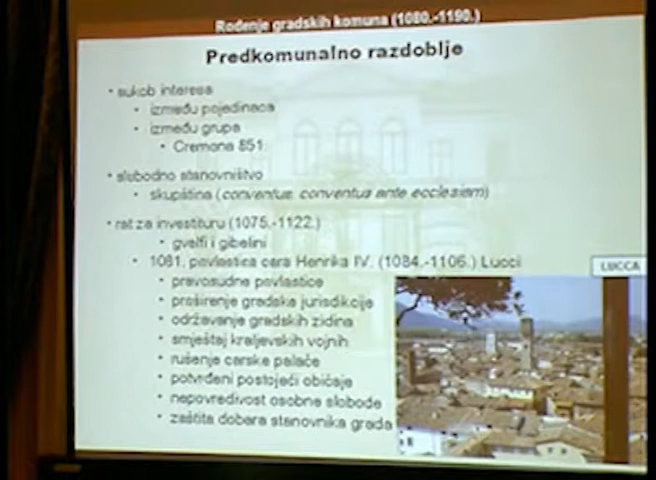 Rođenje gradskih komuna (1080.-1190.)
Predkomunalno razdoblje
• sukob interesa
• između pojedinaca
• između grupa
• Cremona 851.
• slobodno stanovništvo
• skupština (conventus, conventus ante ecclesiam)
• rat za investituru (1075.-1122.)
• gvelfi i gibelini
• 1081. povlastica cara Henrika IV. (1084.-1106.) Lucci
• pravosudne povlastice
• proširenje gradske jurisdikcije
• održavanje gradskih zidina
• smještaj kraljevskih vojnih
• rušenje carske palače
• potvrđeni postojeći običaje
• nepovredivost osobne slobode
• zaštita dobara stanovnika grada
LUCCA